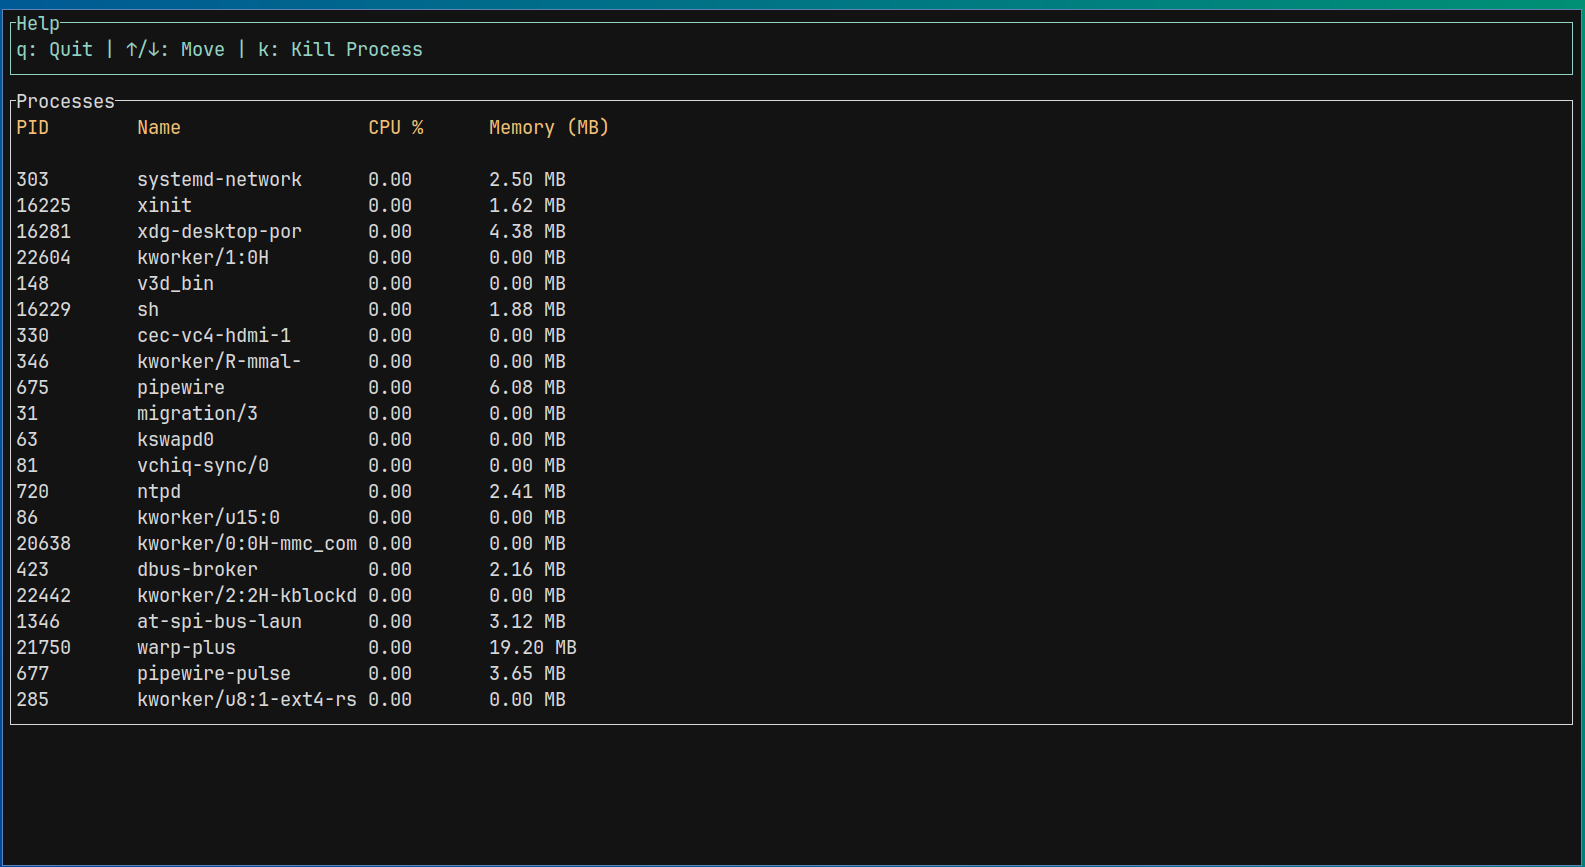 Help
q: Quit | ↑/↓: Move | k: Kill Process
Processes
PID Name CPU % Memory (MB)
303 systemd-network 0.00 2.50 MB
16225 xinit 0.00 1.62 MB
16281 xdg-desktop-por 0.00 4.38 MB
22604 kworker/1:0H 0.00 0.00 MB
148 v3d_bin 0.00 0.00 MB
16229 sh 0.00 1.88 MB
330 cec-vc4-hdmi-1 0.00 0.00 MB
346 kworker/R-mmal- 0.00 0.00 MB
675 pipewire 0.00 6.08 MB
31 migration/3 0.00 0.00 MB
63 kswapd0 0.00 0.00 MB
81 vchiq-sync/0 0.00 0.00 MB
720 ntpd 0.00 2.41 MB
86 kworker/u15:0 0.00 0.00 MB
20638 kworker/0:0H-mmc_com 0.00 0.00 MB
423 dbus-broker 0.00 2.16 MB
22442 kworker/2:2H-kblockd 0.00 0.00 MB
1346 at-spi-bus-laun 0.00 3.12 MB
21750 warp-plus 0.00 19.20 MB
677 pipewire-pulse 0.00 3.65 MB
285 kworker/u8:1-ext4-rs 0.00 0.00 MB